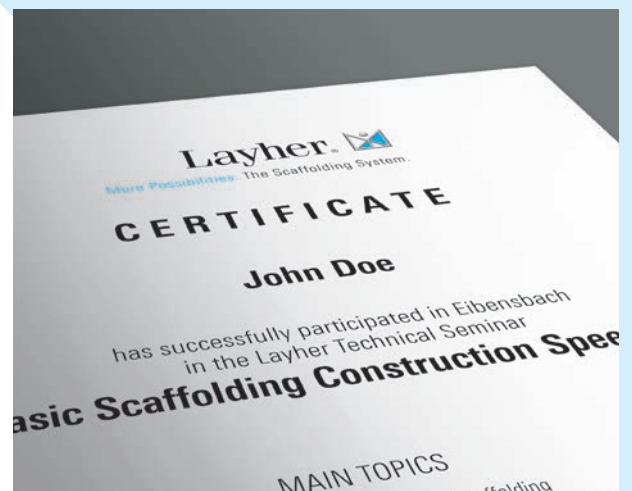 Layher.®
More Possibilities. The Scaffolding System.
CERTIFICATE
John Doe
has successfully participated in Eibensbach
in the Layher Technical Seminar
asic Scaffolding Construction Spee
MAIN TOPICS
ffolding